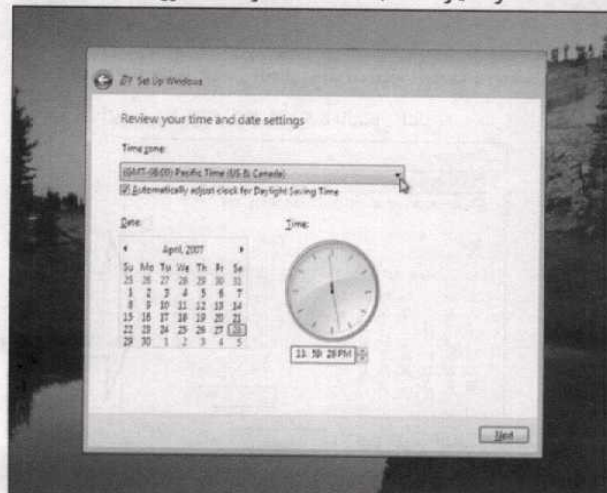 Set Up Windows
Review your time and date settings
Time zone:
(GMT-08:00) Pacific Time (US & Canada)
Automatically adjust clock for Daylight Saving Time
Date:
Time:
April, 2007
Su Mo Tu We Th Fr Sa
25 26 27 28 29 30 31
1 2 3 4 5 6 7
8 9 10 11 12 13 14
15 16 17 18 19 20 21
22 23 24 25 26 27 28
29 30 1 2 3 4 5
11:59:28 PM
Next